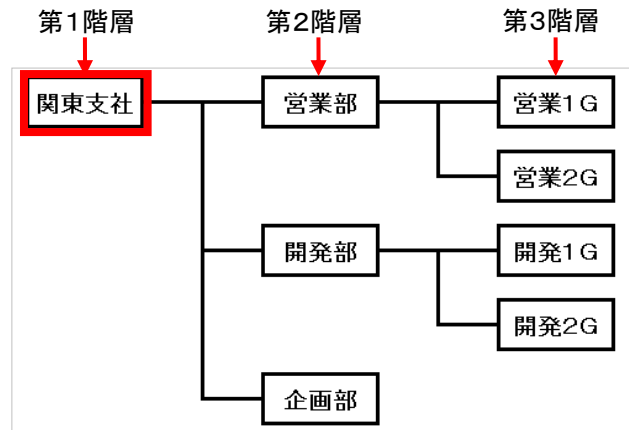 第1階層
第2階層
第3階層
関東支社
営業部
営業1G
営業2G
開発部
開発1G
開発2G
企画部